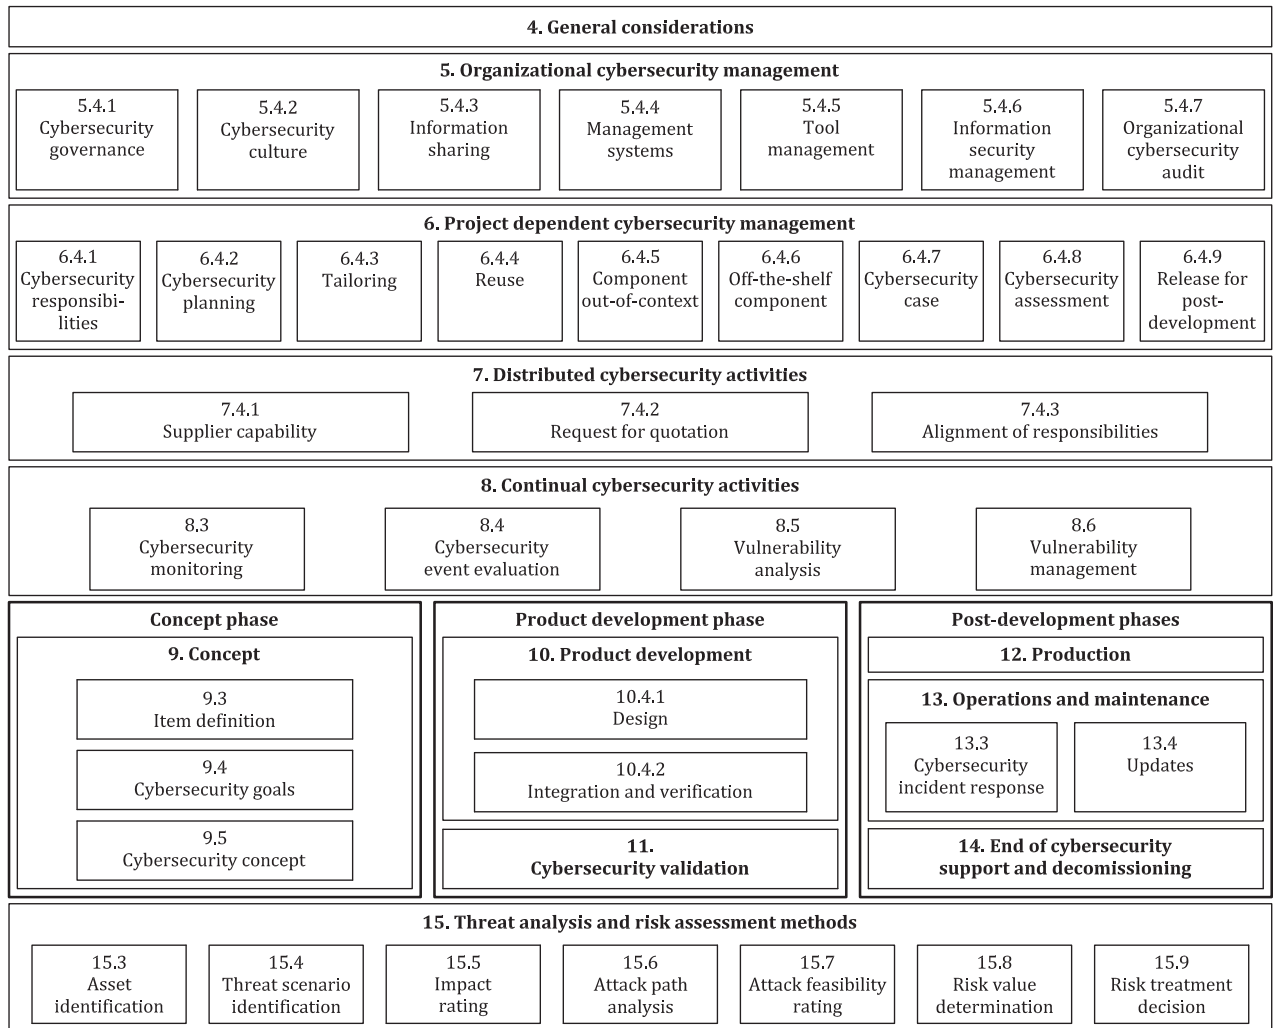 4. General considerations
5. Organizational cybersecurity management
5.4.1
Cybersecurity
governance
5.4.2
Cybersecurity
culture
5.4.3
Information
sharing
5.4.4
Management
systems
5.4.5
Tool
management
5.4.6
Information
security
management
5.4.7
Organizational
cybersecurity
audit
6. Project dependent cybersecurity management
6.4.1
Cybersecurity
responsibi-
lities
6.4.2
Cybersecurity
planning
6.4.3
Tailoring
6.4.4
Reuse
6.4.5
Component
out-of-context
6.4.6
Off-the-shelf
component
6.4.7
Cybersecurity
case
6.4.8
Cybersecurity
assessment
6.4.9
Release for
post-
development
7. Distributed cybersecurity activities
7.4.1
Supplier capability
7.4.2
Request for quotation
7.4.3
Alignment of responsibilities
8. Continual cybersecurity activities
8.3
Cybersecurity
monitoring
8.4
Cybersecurity
event evaluation
8.5
Vulnerability
analysis
8.6
Vulnerability
management
Concept phase
9. Concept
9.3
Item definition
9.4
Cybersecurity goals
9.5
Cybersecurity concept
Product development phase
10. Product development
10.4.1
Design
10.4.2
Integration and verification
11.
Cybersecurity validation
Post-development phases
12. Production
13. Operations and maintenance
13.3
Cybersecurity
incident response
13.4
Updates
14. End of cybersecurity
support and decomissioning
15. Threat analysis and risk assessment methods
15.3
Asset
identification
15.4
Threat scenario
identification
15.5
Impact
rating
15.6
Attack path
analysis
15.7
Attack feasibility
rating
15.8
Risk value
determination
15.9
Risk treatment
decision